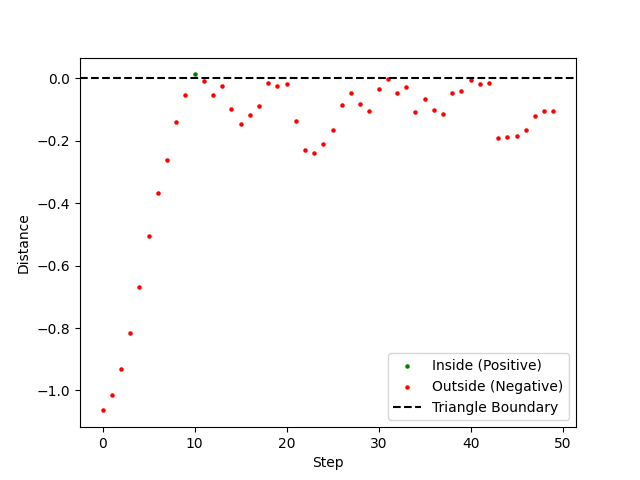 0.0
−0.2
−0.4
−0.6
−0.8
−1.0
Distance
0
10
20
30
40
50
Step
Inside (Positive)
Outside (Negative)
Triangle Boundary